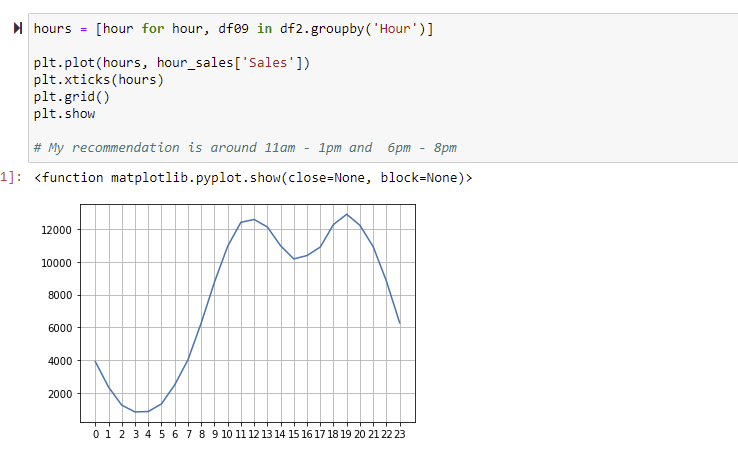 hours = [hour for hour, df09 in df2.groupby('Hour')]
plt.plot(hours, hour_sales['Sales'])
plt.xticks(hours)
plt.grid()
plt.show
# My recommendation is around 11am - 1pm and  6pm - 8pm
1]: <function matplotlib.pyplot.show(close=None, block=None)>
12000
10000
8000
6000
4000
2000
0 1 2 3 4 5 6 7 8 9 10 11 12 13 14 15 16 17 18 19 20 21 22 23